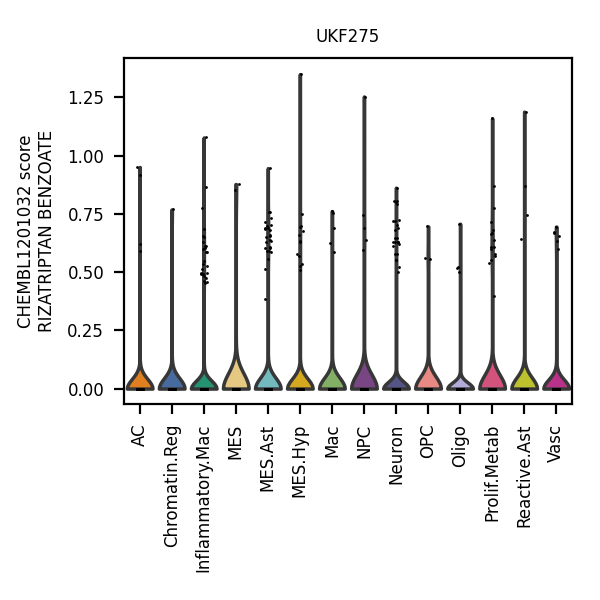 UKF275
CHEMBL1201032 score
RIZATRIPTAN BENZOATE
1.25
1.00
0.75
0.50
0.25
0.00
AC
Chromatin.Reg
Inflammatory.Mac
MES
MES.Ast
MES.Hyp
Mac
NPC
Neuron
OPC
Oligo
Prolif.Metab
Reactive.Ast
Vasc